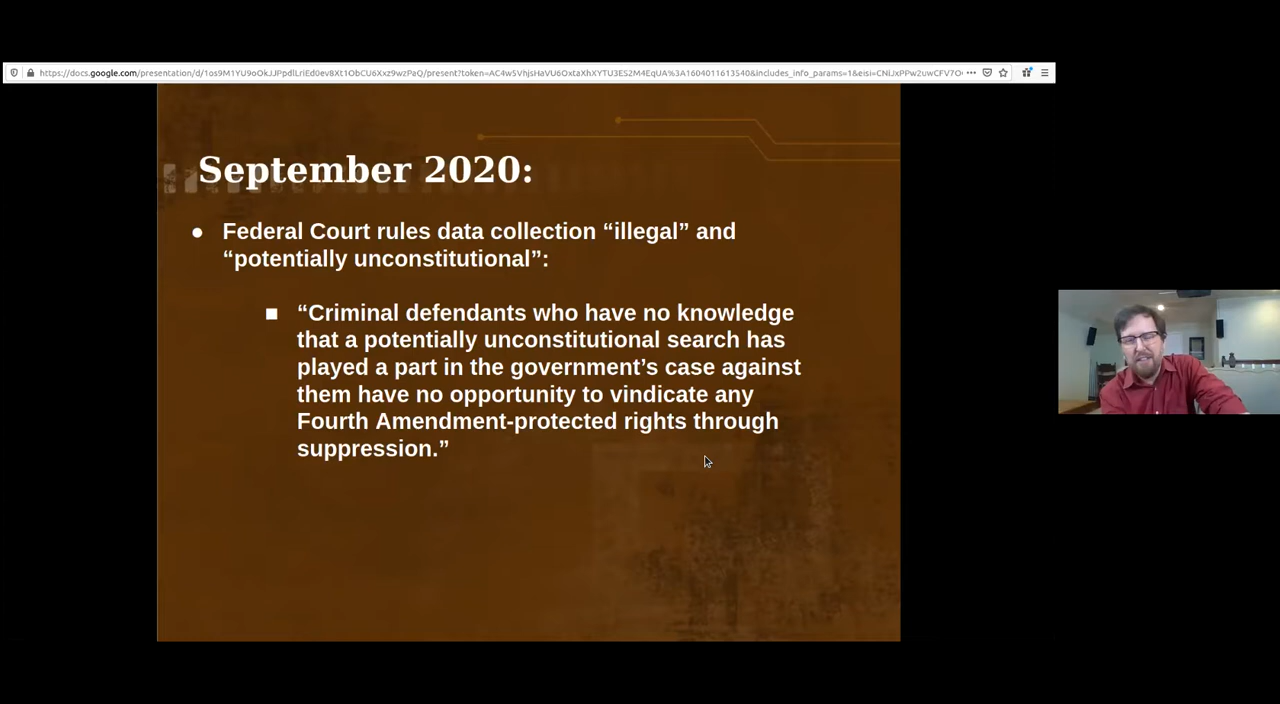 September 2020:
● Federal Court rules data collection “illegal” and
“potentially unconstitutional”:
■ “Criminal defendants who have no knowledge
that a potentially unconstitutional search has
played a part in the government’s case against
them have no opportunity to vindicate any
Fourth Amendment-protected rights through
suppression.”